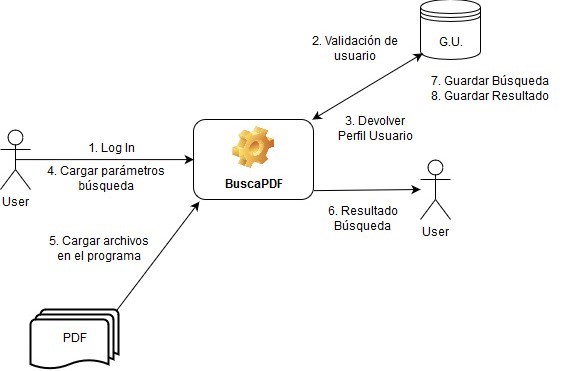 2. Validación de
usuario
G.U.
7. Guardar Búsqueda
8. Guardar Resultado
3. Devolver
Perfil Usuario
1. Log In
4. Cargar parámetros
búsqueda
User
BuscaPDF
6. Resultado
Búsqueda
User
5. Cargar archivos
en el programa
PDF